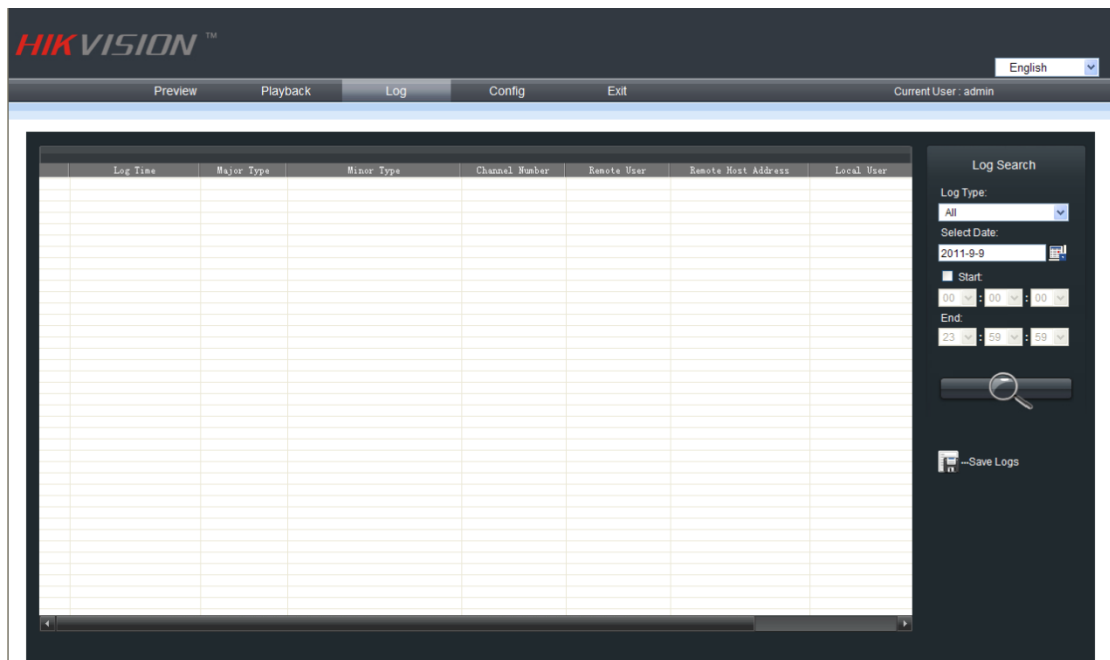 HIKVISION TM
English
Preview Playback Log Config Exit Current User : admin
Log Time Major Type Minor Type Channel Number Remote User Remote Host Address Local User
Log Search
Log Type:
All
Select Date:
2011-9-9
Start:
00 : 00 : 00
End:
23 : 59 : 59
---Save Logs